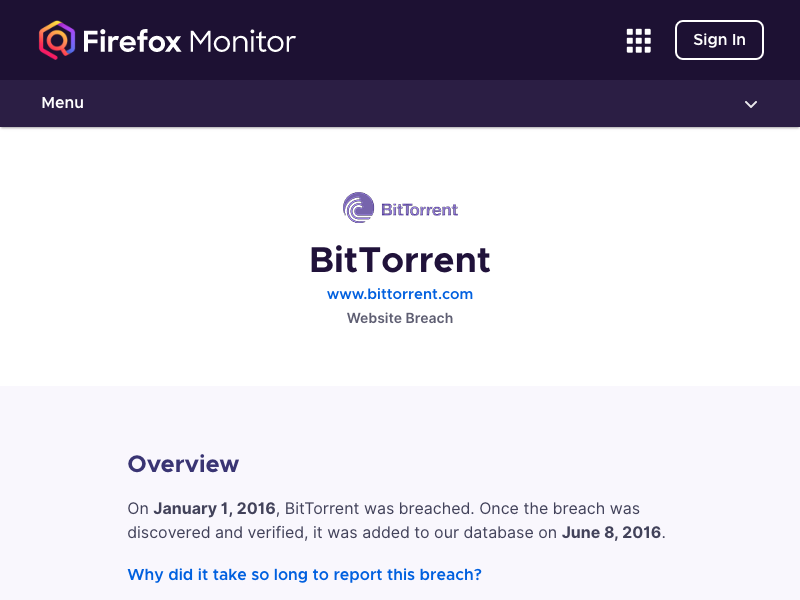 Firefox Monitor
Sign In
Menu
BitTorrent
BitTorrent
www.bittorrent.com
Website Breach
Overview
On January 1, 2016, BitTorrent was breached. Once the breach was
discovered and verified, it was added to our database on June 8, 2016.
Why did it take so long to report this breach?